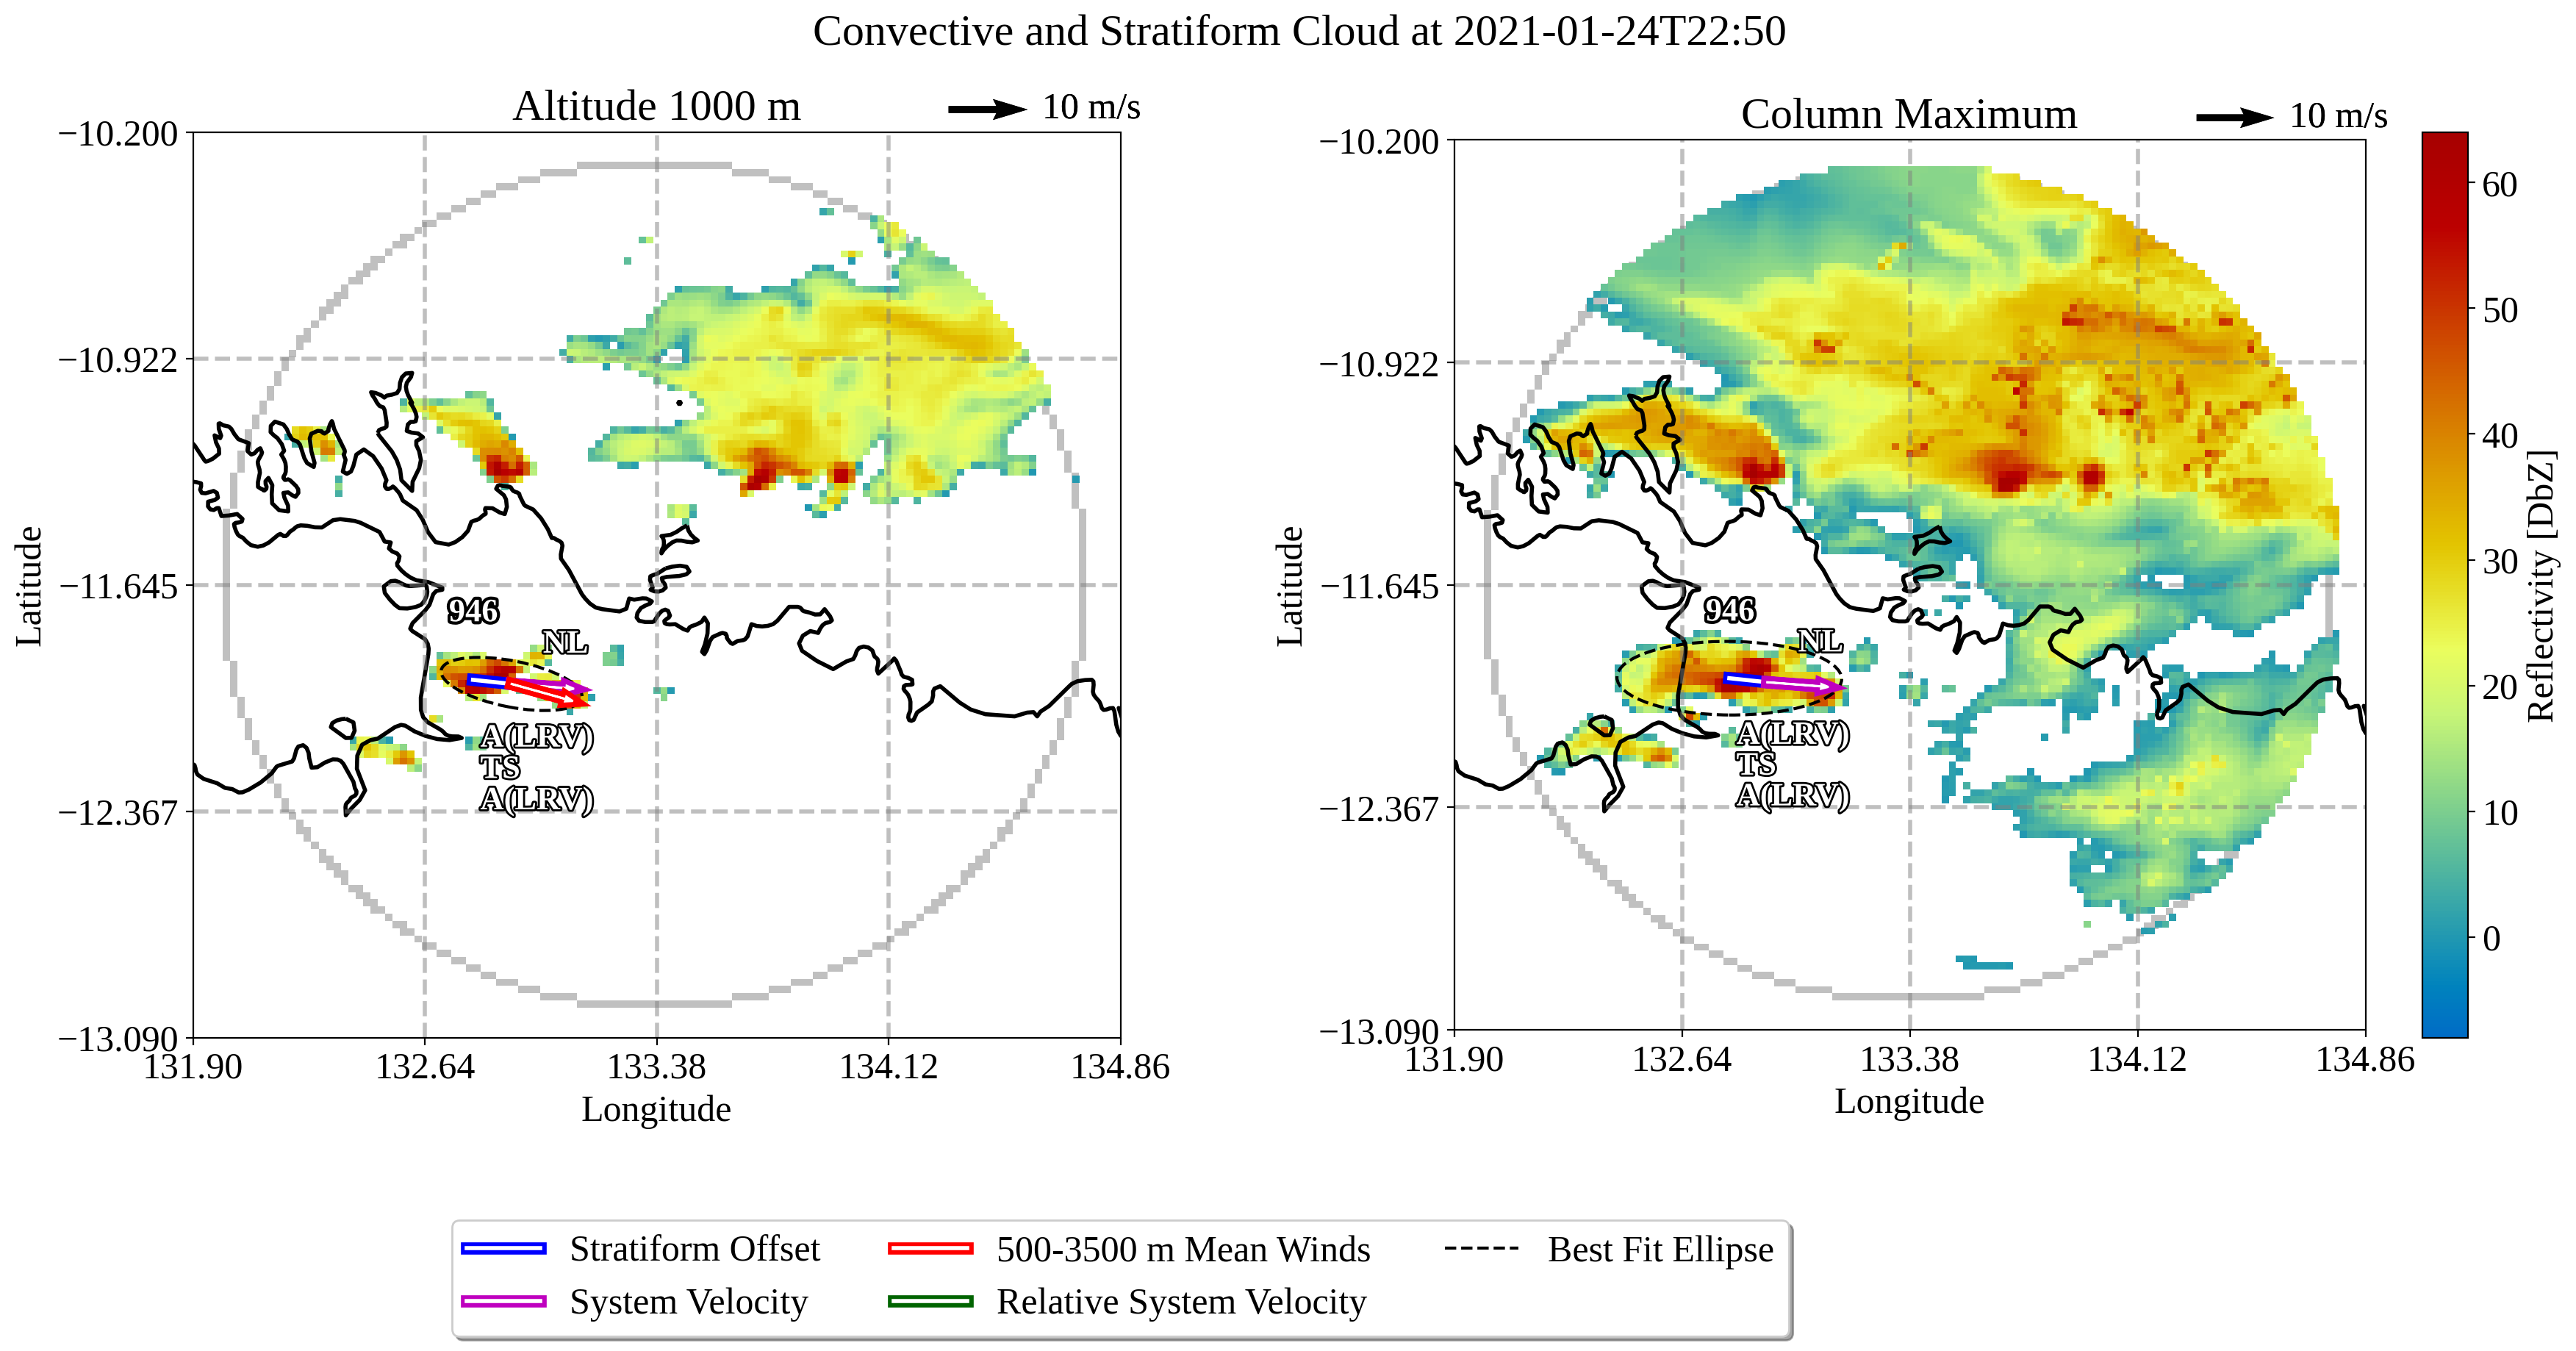 Convective and Stratiform Cloud at 2021-01-24T22:50
Altitude 1000 m
10 m/s
−10.200
−10.922
−11.645
−12.367
−13.090
Latitude
131.90
132.64
133.38
134.12
134.86
Longitude
946
NL
A(LRV)
TS
A(LRV)
Column Maximum
10 m/s
−10.200
−10.922
−11.645
−12.367
−13.090
Latitude
131.90
132.64
133.38
134.12
134.86
Longitude
946
NL
A(LRV)
TS
A(LRV)
60
50
40
30
20
10
0
Reflectivity [DbZ]
Stratiform Offset
System Velocity
500-3500 m Mean Winds
Relative System Velocity
Best Fit Ellipse